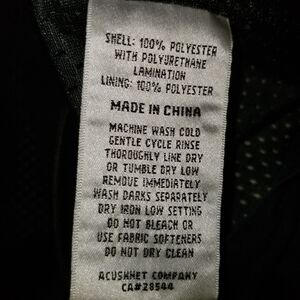 SHELL: 100% POLYESTER
WITH POLYURETHANE
LAMINATION
LINING: 100% POLYESTER
MADE IN CHINA
MACHINE WASH COLD
GENTLE CYCLE RINSE
THOROUGHLY LINE DRY
OR TUMBLE DRY LOW
REMOVE IMMEDIATELY
WASH DARKS SEPARATELY
DRY IRON LOW SETTING
DO NOT BLEACH OR
USE FABRIC SOFTENERS
DO NOT DRY CLEAN
ACUSHNET COMPANY
CA#28544